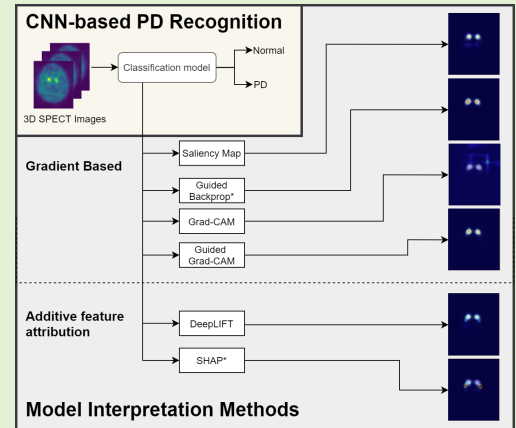 CNN-based PD Recognition
Classification model
Normal
PD
3D SPECT Images
Gradient Based
Saliency Map
Guided
Backprop*
Grad-CAM
Guided
Grad-CAM
Additive feature
attribution
DeepLIFT
SHAP*
Model Interpretation Methods